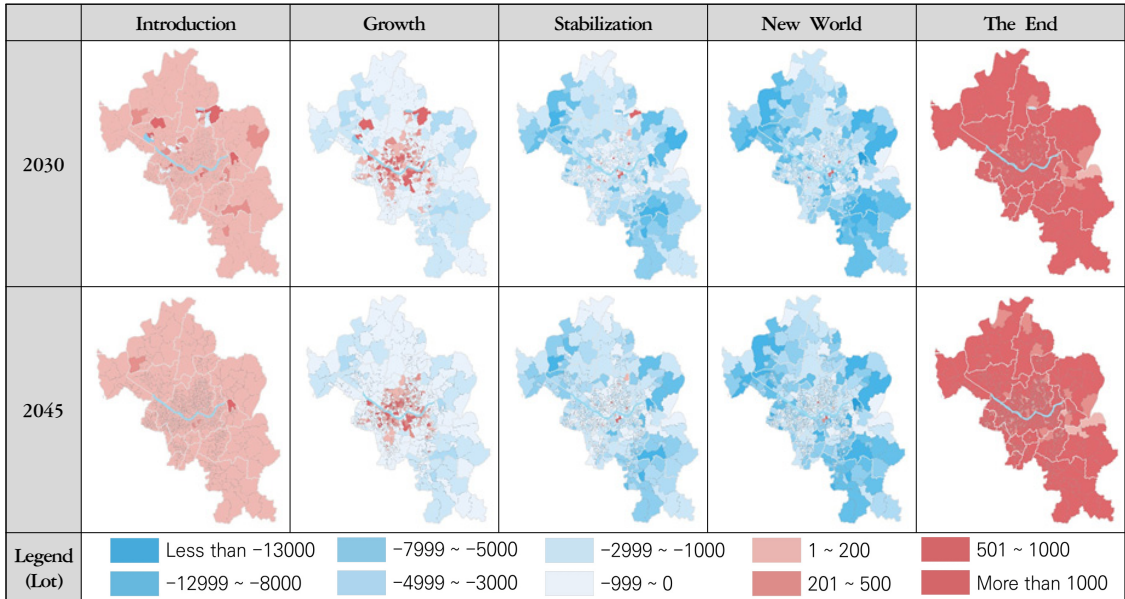 Introduction Growth Stabilization New World The End
2030
2045
Legend (Lot)
Less than −13000 −7999 ~ −5000 −2999 ~ −1000 1 ~ 200 501 ~ 1000
−12999 ~ −8000 −4999 ~ −3000 −999 ~ 0 201 ~ 500 More than 1000